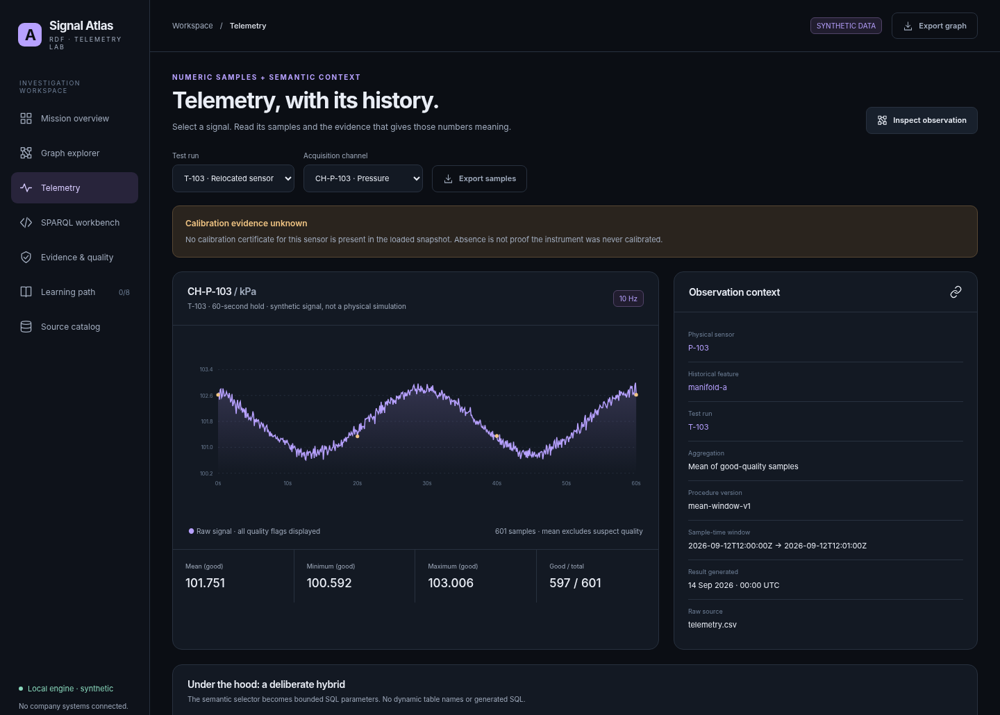 A
Signal Atlas
RDF · TELEMETRY
LAB
INVESTIGATION
WORKSPACE
Mission overview
Graph explorer
Telemetry
SPARQL workbench
Evidence & quality
Learning path 0/8
Source catalog
Local engine · synthetic
No company systems connected.
Workspace / Telemetry
SYNTHETIC DATA
Export graph
NUMERIC SAMPLES + SEMANTIC CONTEXT
Telemetry, with its history.
Select a signal. Read its samples and the evidence that gives those numbers meaning.
Inspect observation
Test run
T-103 · Relocated sensor
Acquisition channel
CH-P-103 · Pressure
Export samples
Calibration evidence unknown
No calibration certificate for this sensor is present in the loaded snapshot. Absence is not proof the instrument was never calibrated.
CH-P-103 / kPa
T-103 · 60-second hold · synthetic signal, not a physical simulation
10 Hz
103.4
102.6
101.8
101.0
100.2
0s 10s 20s 30s 40s 50s 60s
Raw signal · all quality flags displayed
601 samples · mean excludes suspect quality
Mean (good)
101.751
Minimum (good)
100.592
Maximum (good)
103.006
Good / total
597 / 601
Observation context
Physical sensor
P-103
Historical feature
manifold-a
Test run
T-103
Aggregation
Mean of good-quality samples
Procedure version
mean-window-v1
Sample-time window
2026-09-12T12:00:00Z → 2026-09-12T12:01:00Z
Result generated
14 Sep 2026 · 00:00 UTC
Raw source
telemetry.csv
Under the hood: a deliberate hybrid
The semantic selector becomes bounded SQL parameters. No dynamic table names or generated SQL.